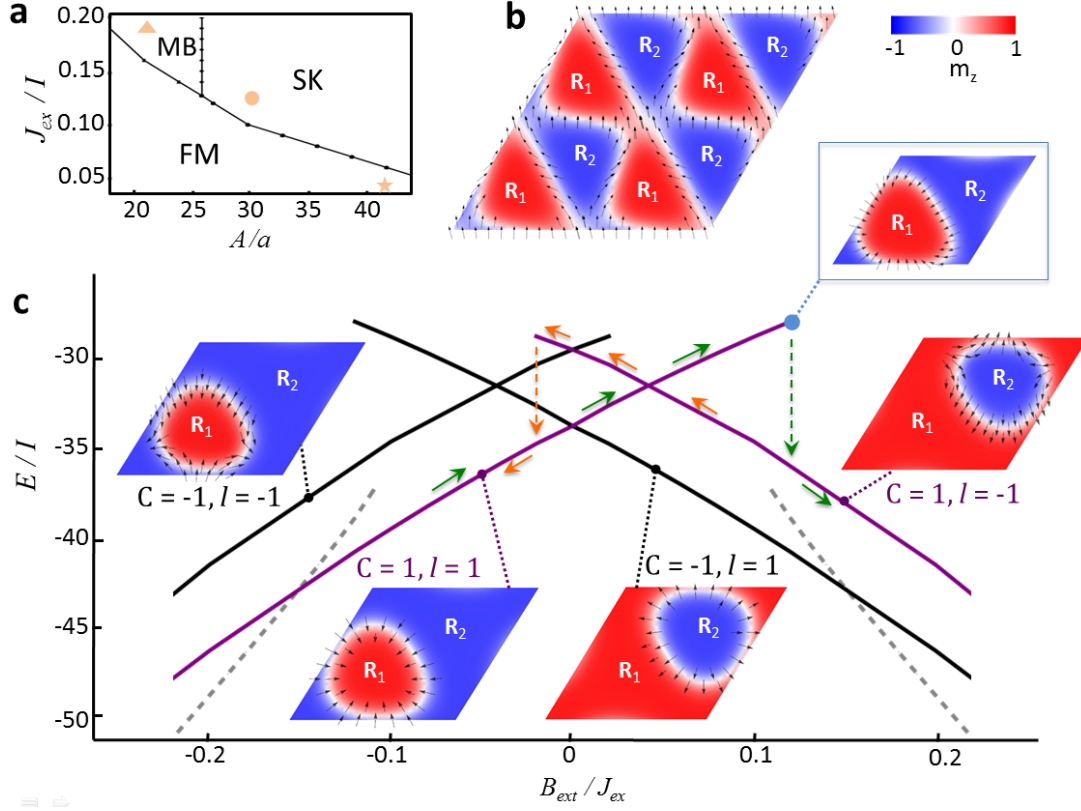 a
0.20
0.15
0.10
0.05
J_ex / I
MB
SK
FM
20
25
30
35
40
A/a
b
R₂
R₂
R₁
R₁
R₂
R₂
R₁
R₁
-1
0
1
m_z
R₂
R₁
c
-30
-35
-40
-45
-50
E / I
R₂
R₁
C = -1, l = -1
R₂
R₁
C = 1, l = -1
C = 1, l = 1
R₂
R₁
C = -1, l = 1
R₂
R₁
-0.2
-0.1
0
0.1
0.2
B_ext / J_ex